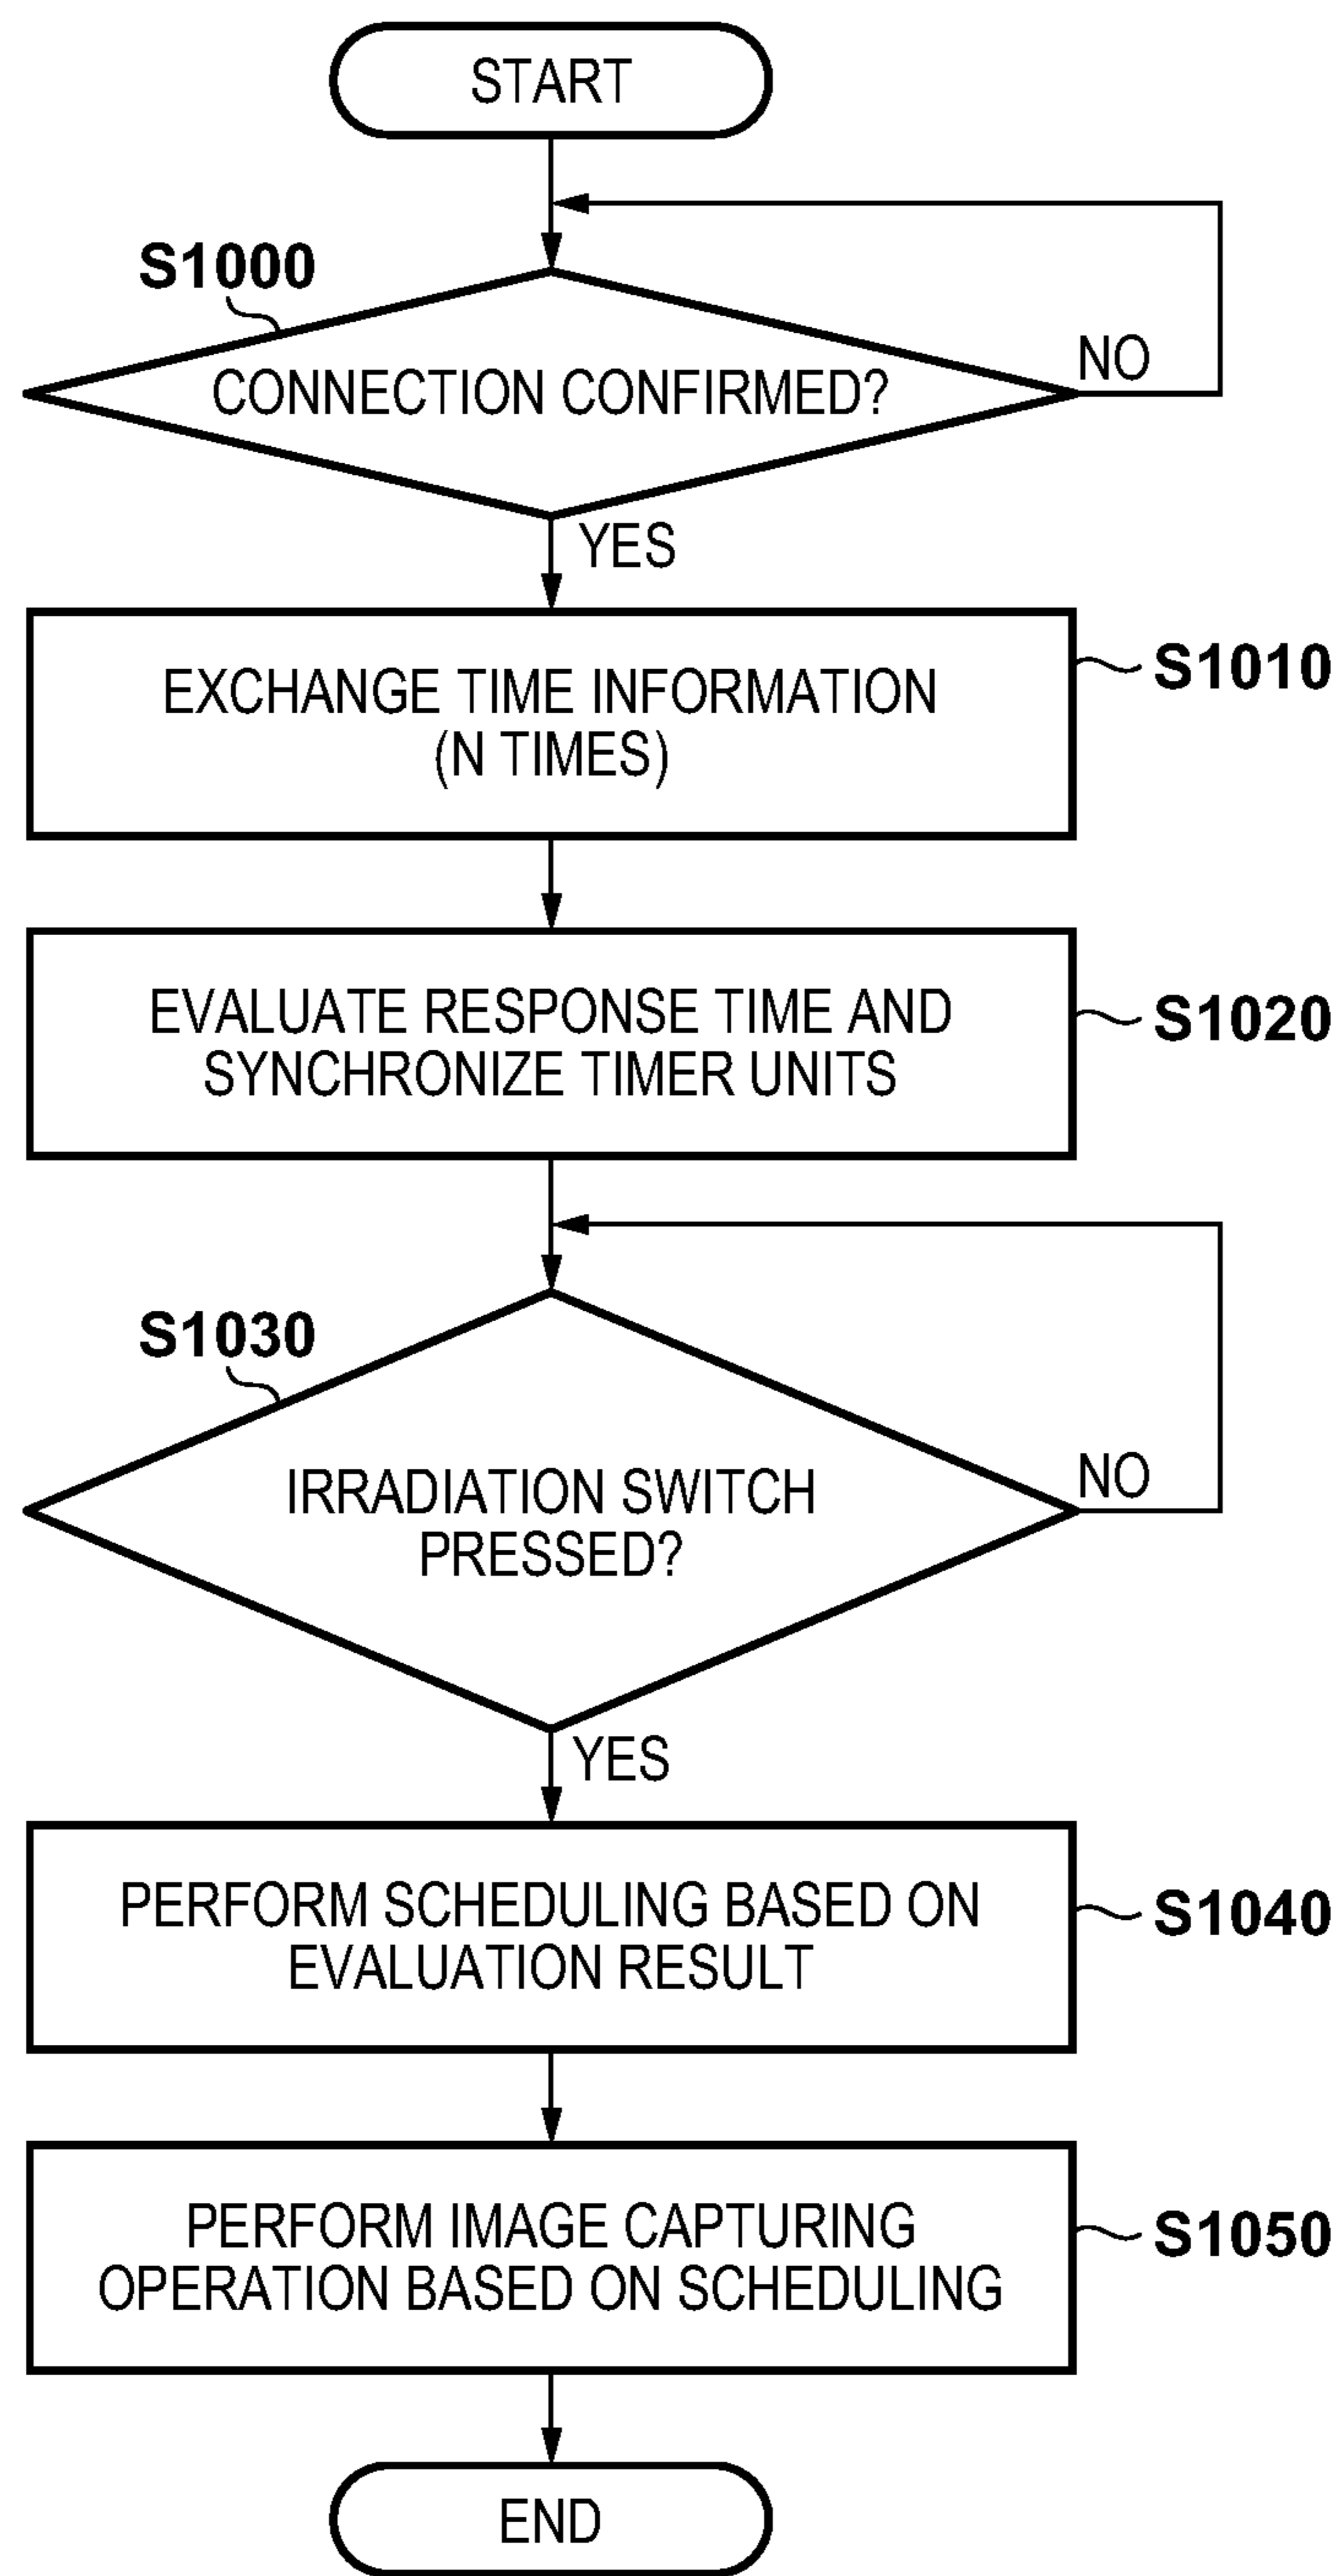 START
S1000
CONNECTION CONFIRMED?
NO
YES
EXCHANGE TIME INFORMATION
(N TIMES)
S1010
EVALUATE RESPONSE TIME AND
SYNCHRONIZE TIMER UNITS
S1020
S1030
IRRADIATION SWITCH
PRESSED?
NO
YES
PERFORM SCHEDULING BASED ON
EVALUATION RESULT
S1040
PERFORM IMAGE CAPTURING
OPERATION BASED ON SCHEDULING
S1050
END